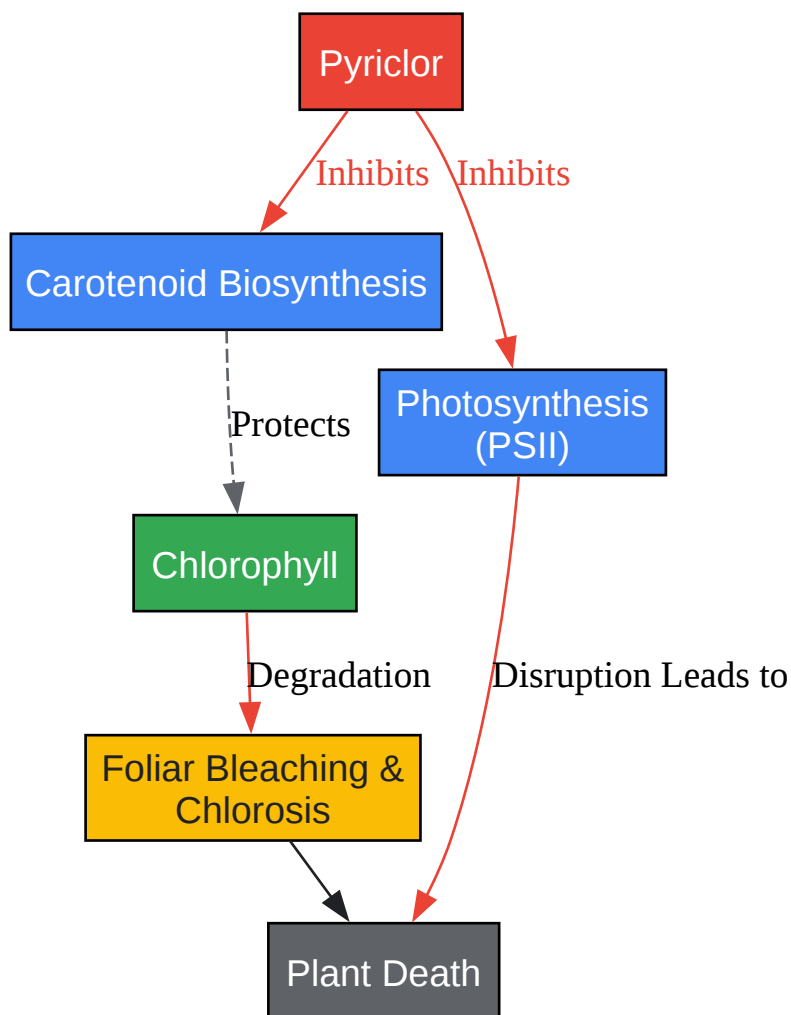 Pyriclor
Inhibits
Inhibits
Carotenoid Biosynthesis
Photosynthesis
(PSII)
Protects
Chlorophyll
Degradation
Disruption Leads to
Foliar Bleaching &
Chlorosis
Plant Death